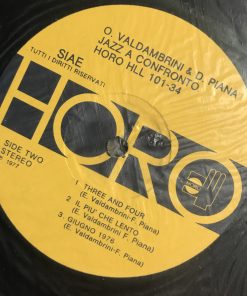 O. VALDAMBRINI & D. PIANA
JAZZ A CONFRONTO
HORO HLL 101-34
SIAE
TUTTI I DIRITTI RISERVATI
HORO
SIDE TWO
STEREO
1977
1 THREE AND FOUR
(E. Valdambrini-F. Piana)
2 IL PIU' CHE LENTO
(E. Valdambrini F. Piana)
3 GIUGNO 1976
(E. Valdambrini-F. Piana)